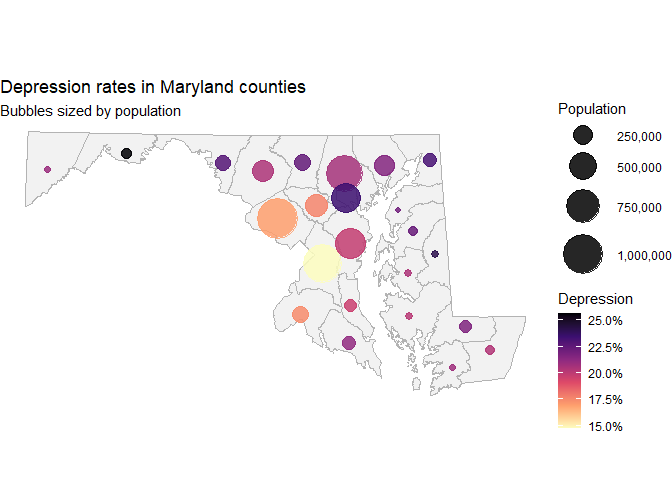 Depression rates in Maryland counties
Bubbles sized by population
Population
250,000
500,000
750,000
1,000,000
Depression
25.0%
22.5%
20.0%
17.5%
15.0%